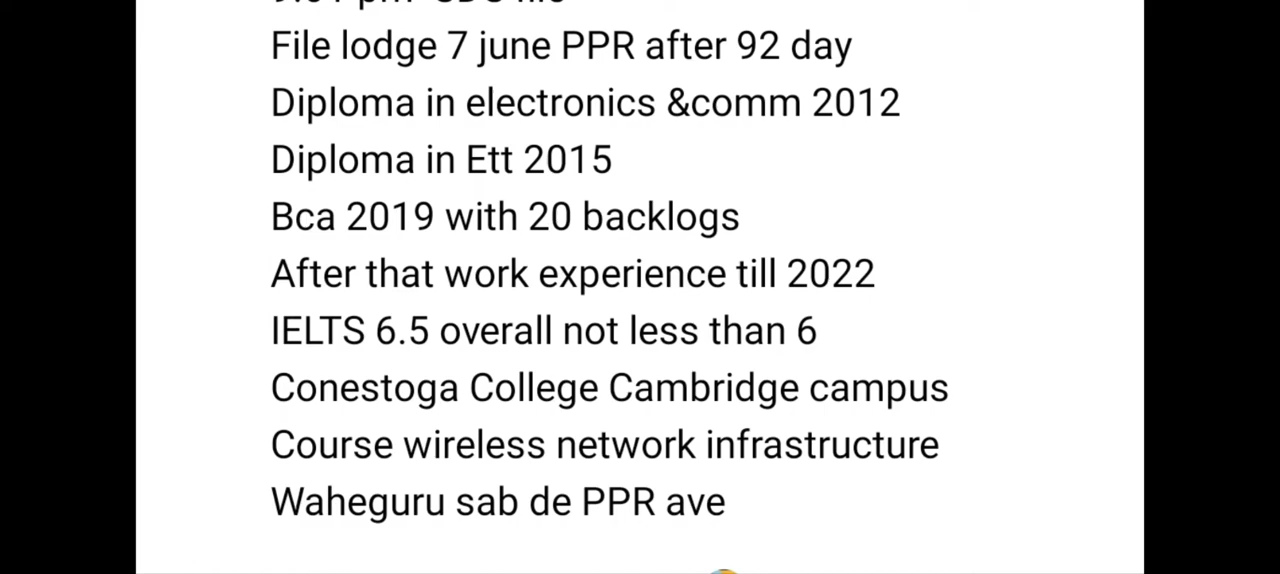 File lodge 7 june PPR after 92 day
Diploma in electronics &comm 2012
Diploma in Ett 2015
Bca 2019 with 20 backlogs
After that work experience till 2022
IELTS 6.5 overall not less than 6
Conestoga College Cambridge campus
Course wireless network infrastructure
Waheguru sab de PPR ave